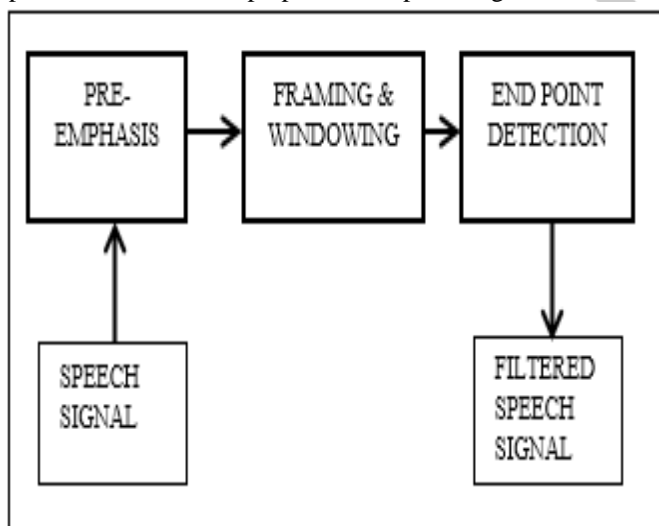 PRE-
EMPHASIS
FRAMING &
WINDOWING
END POINT
DETECTION
SPEECH
SIGNAL
FILTERED
SPEECH
SIGNAL